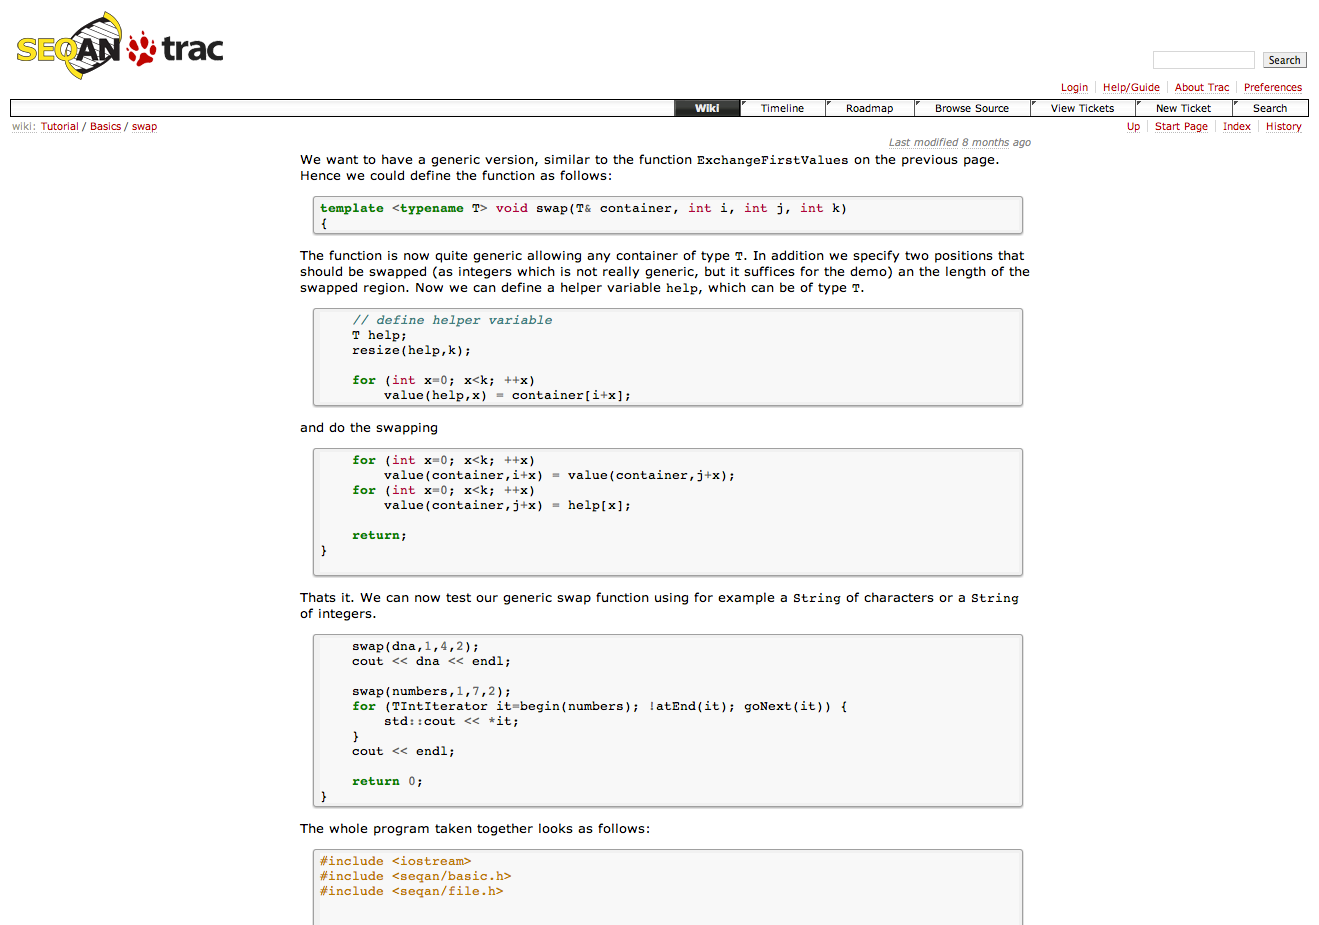 SEQAN trac
Search
Login Help/Guide About Trac Preferences
Wiki Timeline Roadmap Browse Source View Tickets New Ticket Search
wiki: Tutorial / Basics / swap
Up Start Page Index History
Last modified 8 months ago
We want to have a generic version, similar to the function ExchangeFirstValues on the previous page.
Hence we could define the function as follows:
template <typename T> void swap(T& container, int i, int j, int k)
{
The function is now quite generic allowing any container of type T. In addition we specify two positions that
should be swapped (as integers which is not really generic, but it suffices for the demo) an the length of the
swapped region. Now we can define a helper variable help, which can be of type T.
// define helper variable
T help;
resize(help,k);
for (int x=0; x<k; ++x)
value(help,x) = container[i+x];
and do the swapping
for (int x=0; x<k; ++x)
value(container,i+x) = value(container,j+x);
for (int x=0; x<k; ++x)
value(container,j+x) = help[x];
return;
}
Thats it. We can now test our generic swap function using for example a String of characters or a String
of integers.
swap(dna,1,4,2);
cout << dna << endl;
swap(numbers,1,7,2);
for (TIntIterator it=begin(numbers); !atEnd(it); goNext(it)) {
std::cout << *it;
}
cout << endl;
return 0;
}
The whole program taken together looks as follows:
#include <iostream>
#include <seqan/basic.h>
#include <seqan/file.h>